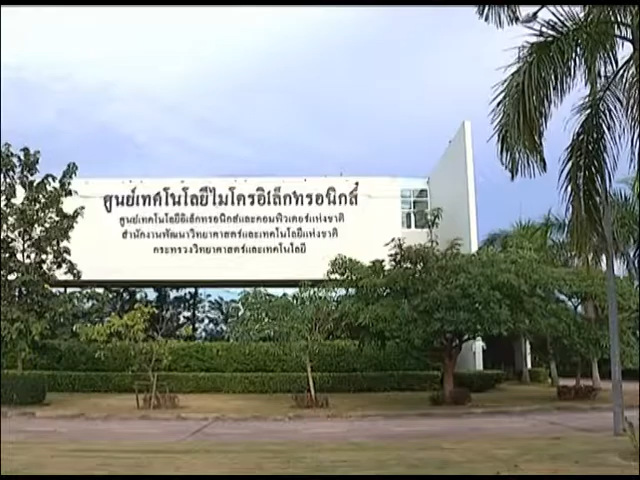 ศูนย์เทคโนโลยีไมโครอิเล็กทรอนิกส์
ศูนย์เทคโนโลยีอิเล็กทรอนิกส์และคอมพิวเตอร์แห่งชาติ
สำนักงานพัฒนาวิทยาศาสตร์และเทคโนโลยีแห่งชาติ
กระทรวงวิทยาศาสตร์และเทคโนโลยี